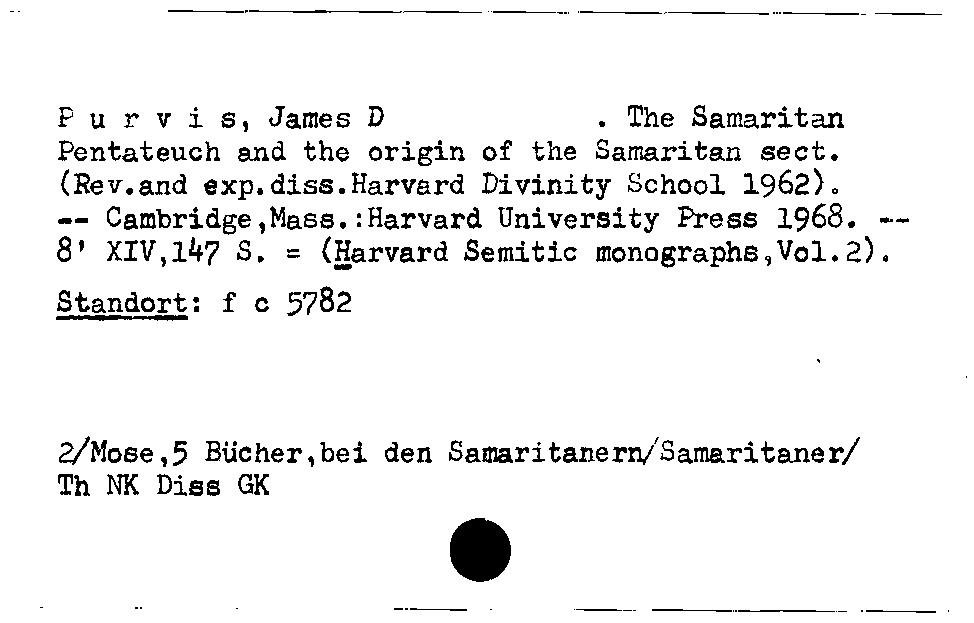 P u r v i s, James D . The Samaritan
Pentateuch and the origin of the Samaritan sect.
(Rev.and exp.diss.Harvard Divinity School 1962).
-- Cambridge,Mass.:Harvard University Press 1968. --
8' XIV,147 S. = (Harvard Semitic monographs,Vol.2).
Standort: f c 5782
2/Mose,5 Bücher,bei den Samaritanern/Samaritaner/
Th NK Diss GK